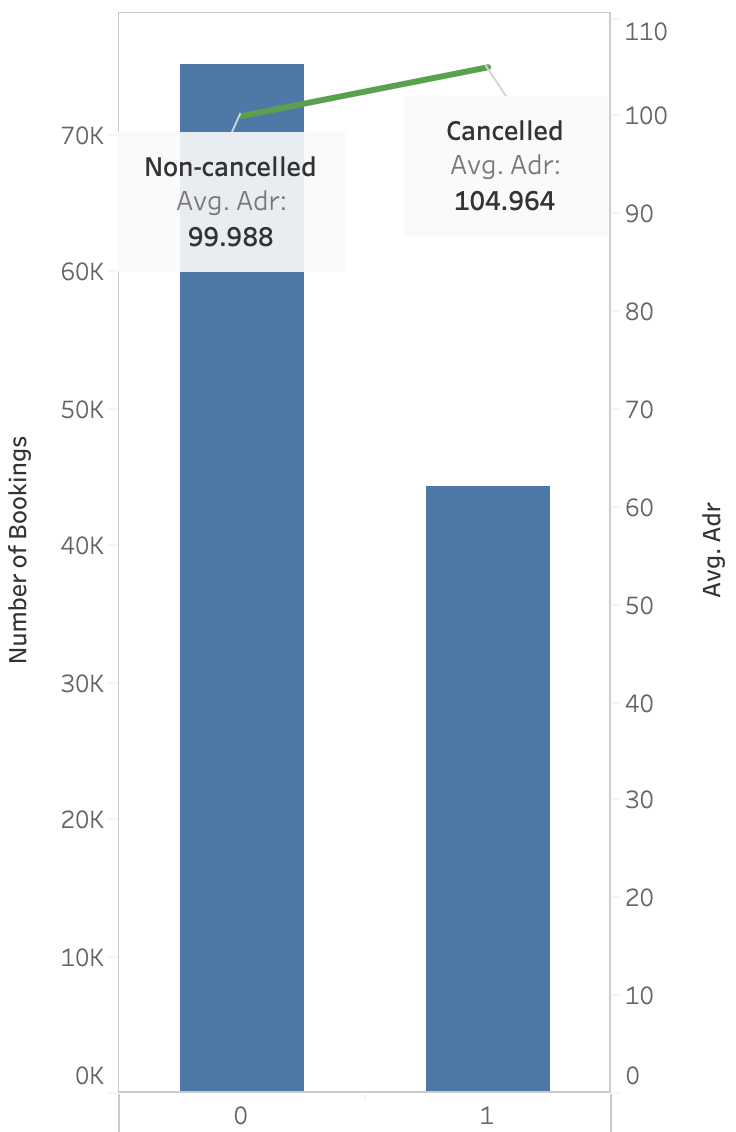 Number of Bookings
70K
60K
50K
40K
30K
20K
10K
0K
Non-cancelled
Avg. Adr:
99.988
Cancelled
Avg. Adr:
104.964
110
100
90
80
70
60
50
40
30
20
10
0
Avg. Adr
0
1